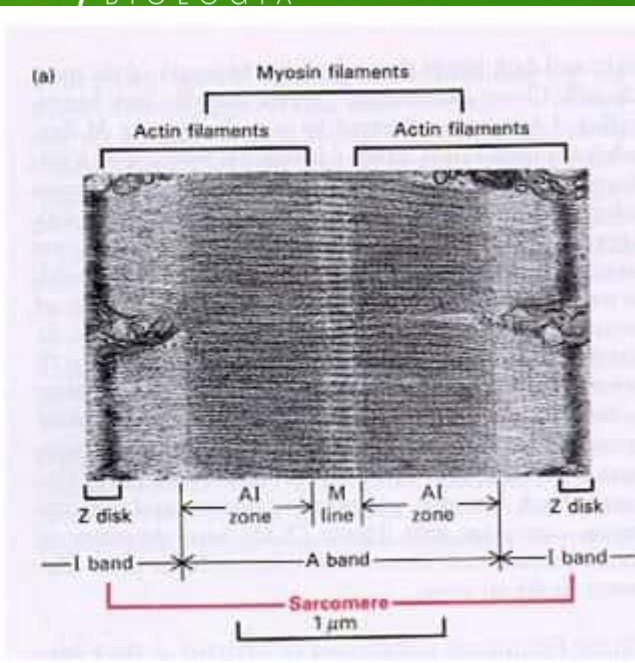 BIOLOGIA
(a)
Myosin filaments
Actin filaments
Actin filaments
AI zone
M line
AI zone
Z disk
Z disk
I band
A band
I band
Sarcomere
1 μm